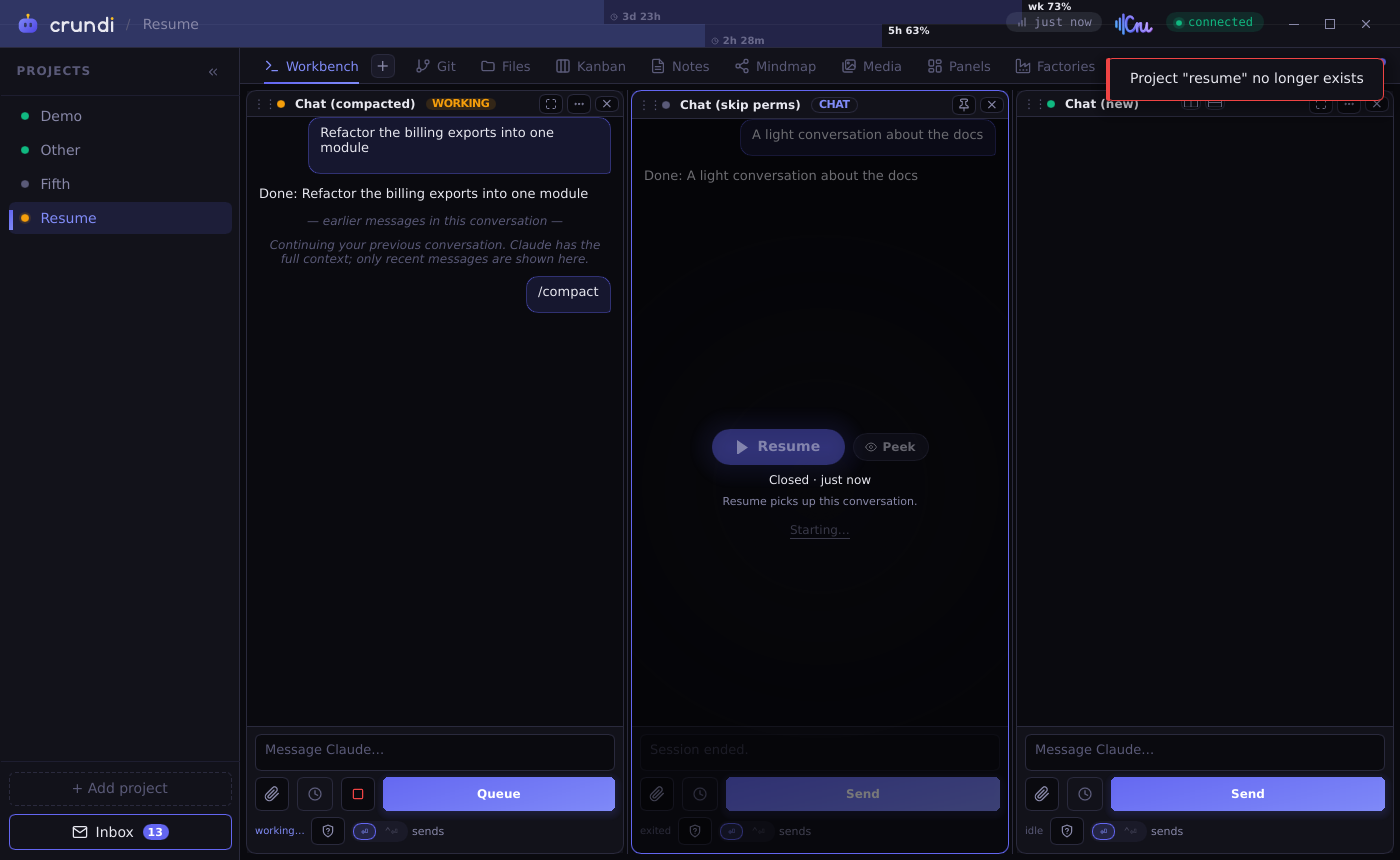 crundi / Resume
3d 23h
wk 73%
2h 28m
5h 63%
just now
Cru
connected
PROJECTS
Demo
Other
Fifth
Resume
+ Add project
Inbox 13
Workbench
+
Git
Files
Kanban
Notes
Mindmap
Media
Panels
Factories
Project "resume" no longer exists
Chat (compacted) WORKING
Refactor the billing exports into one
module
Done: Refactor the billing exports into one module
— earlier messages in this conversation —
Continuing your previous conversation. Claude has the
full context; only recent messages are shown here.
/compact
Message Claude...
Queue
working...
sends
Chat (skip perms) CHAT
A light conversation about the docs
Done: A light conversation about the docs
Resume
Peek
Closed · just now
Resume picks up this conversation.
Starting...
Session ended.
Send
exited
sends
Chat (new)
Message Claude...
Send
idle
sends